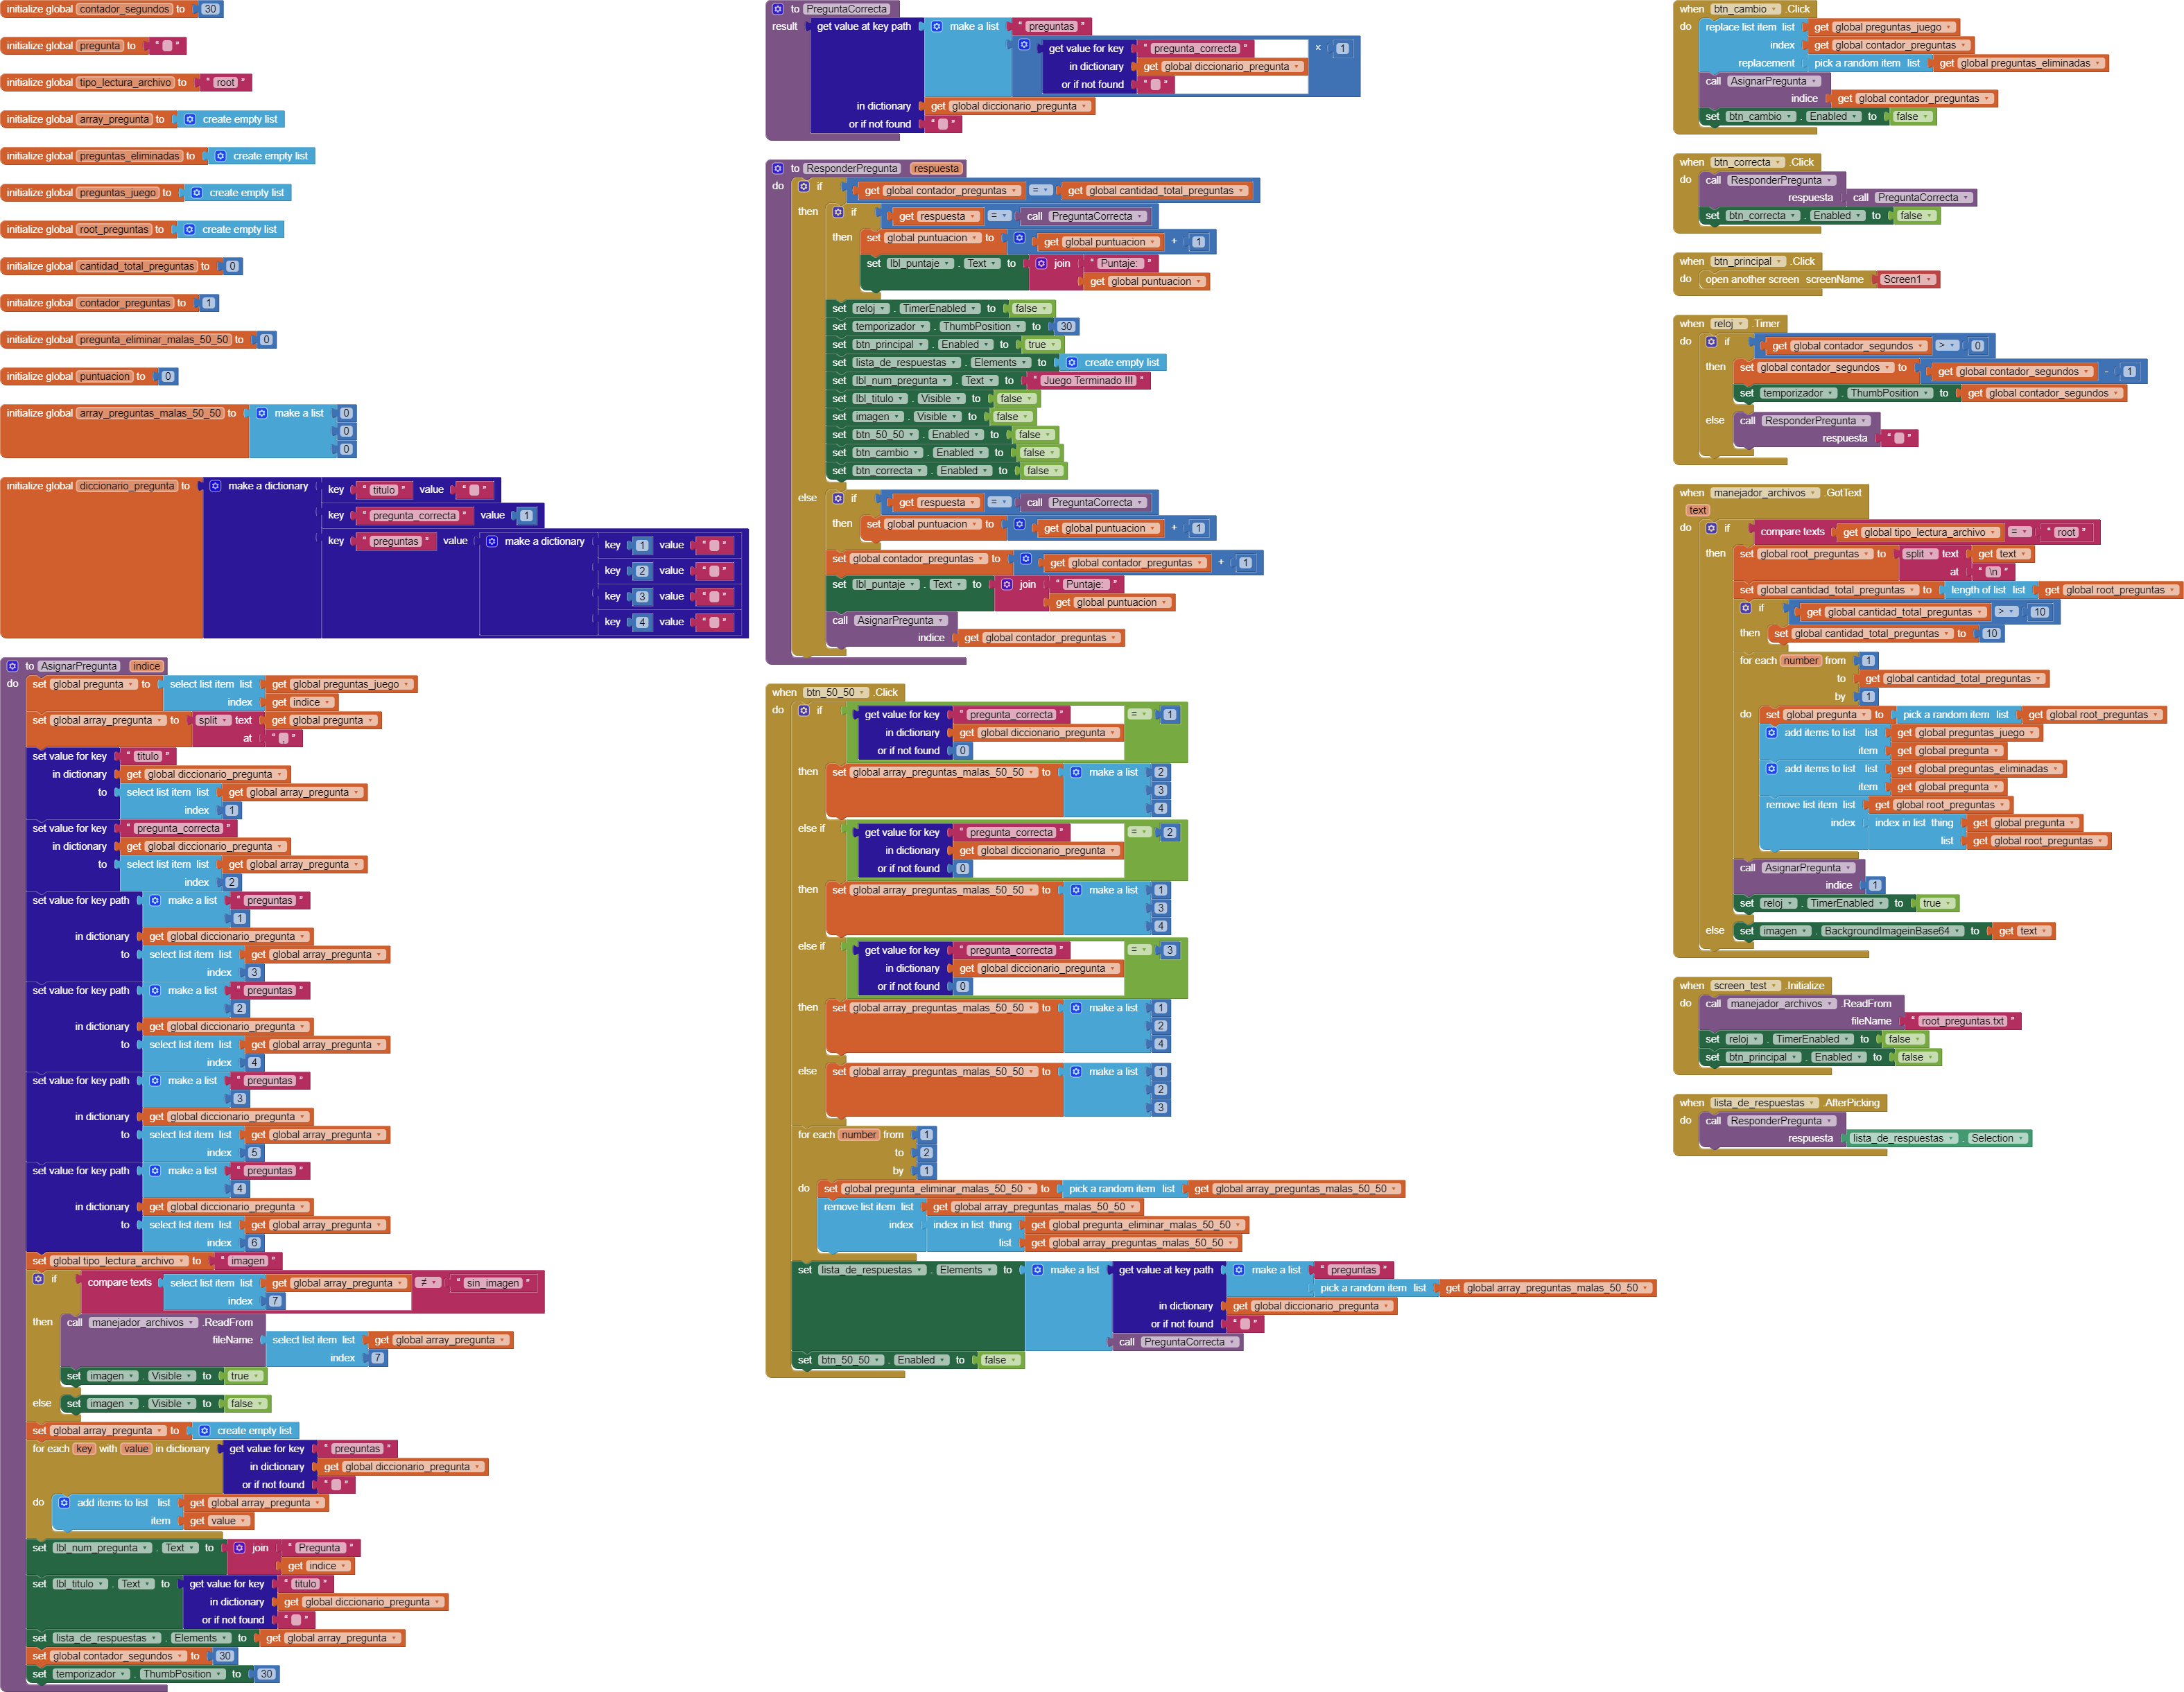 initialize global contador_segundos to 30
initialize global pregunta to " "
initialize global tipo_lectura_archivo to " root "
initialize global array_pregunta to create empty list
initialize global preguntas_eliminadas to create empty list
initialize global preguntas_juego to create empty list
initialize global root_preguntas to create empty list
initialize global cantidad_total_preguntas to 0
initialize global contador_preguntas to 1
initialize global pregunta_eliminar_malas_50_50 to 0
initialize global puntuacion to 0
initialize global array_preguntas_malas_50_50 to make a list 0
0
0
initialize global diccionario_pregunta to make a dictionary key " titulo " value " "
key " pregunta_correcta " value 1
key " preguntas " value make a dictionary key 1 value " "
key 2 value " "
key 3 value " "
key 4 value " "
to AsignarPregunta indice
do set global pregunta to select list item list get global preguntas_juego
index get indice
set global array_pregunta to split text get global pregunta
at " , "
set value for key " titulo "
in dictionary get global diccionario_pregunta
to select list item list get global array_pregunta
index 1
set value for key " pregunta_correcta "
in dictionary get global diccionario_pregunta
to select list item list get global array_pregunta
index 2
set value for key path make a list " preguntas "
1
in dictionary get global diccionario_pregunta
to select list item list get global array_pregunta
index 3
set value for key path make a list " preguntas "
2
in dictionary get global diccionario_pregunta
to select list item list get global array_pregunta
index 4
set value for key path make a list " preguntas "
3
in dictionary get global diccionario_pregunta
to select list item list get global array_pregunta
index 5
set value for key path make a list " preguntas "
4
in dictionary get global diccionario_pregunta
to select list item list get global array_pregunta
index 6
set global tipo_lectura_archivo to " imagen "
if compare texts select list item list get global array_pregunta ≠ " sin_imagen "
index 7
then call manejador_archivos .ReadFrom
fileName select list item list get global array_pregunta
index 7
set imagen . Visible to true
else set imagen . Visible to false
set global array_pregunta to create empty list
for each key with value in dictionary get value for key " preguntas "
in dictionary get global diccionario_pregunta
or if not found " "
do add items to list list get global array_pregunta
item get value
set lbl_num_pregunta . Text to join " Pregunta "
get indice
set lbl_titulo . Text to get value for key " titulo "
in dictionary get global diccionario_pregunta
or if not found " "
set lista_de_respuestas . Elements to get global array_pregunta
set global contador_segundos to 30
set temporizador . ThumbPosition to 30
to PreguntaCorrecta
result get value at key path make a list " preguntas "
get value for key " pregunta_correcta " × 1
in dictionary get global diccionario_pregunta
or if not found " "
in dictionary get global diccionario_pregunta
or if not found " "
to ResponderPregunta respuesta
do if get global contador_preguntas = get global cantidad_total_preguntas
then if get respuesta = call PreguntaCorrecta
then set global puntuacion to get global puntuacion + 1
set lbl_puntaje . Text to join " Puntaje: "
get global puntuacion
set reloj . TimerEnabled to false
set temporizador . ThumbPosition to 30
set btn_principal . Enabled to true
set lista_de_respuestas . Elements to create empty list
set lbl_num_pregunta . Text to " Juego Terminado !!! "
set lbl_titulo . Visible to false
set imagen . Visible to false
set btn_50_50 . Enabled to false
set btn_cambio . Enabled to false
set btn_correcta . Enabled to false
else if get respuesta = call PreguntaCorrecta
then set global puntuacion to get global puntuacion + 1
set global contador_preguntas to get global contador_preguntas + 1
set lbl_puntaje . Text to join " Puntaje: "
get global puntuacion
call AsignarPregunta
indice get global contador_preguntas
when btn_50_50 .Click
do if get value for key " pregunta_correcta " = 1
in dictionary get global diccionario_pregunta
or if not found 0
then set global array_preguntas_malas_50_50 to make a list 2
3
4
else if get value for key " pregunta_correcta " = 2
in dictionary get global diccionario_pregunta
or if not found 0
then set global array_preguntas_malas_50_50 to make a list 1
3
4
else if get value for key " pregunta_correcta " = 3
in dictionary get global diccionario_pregunta
or if not found 0
then set global array_preguntas_malas_50_50 to make a list 1
2
4
else set global array_preguntas_malas_50_50 to make a list 1
2
3
for each number from 1
to 2
by 1
do set global pregunta_eliminar_malas_50_50 to pick a random item list get global array_preguntas_malas_50_50
remove list item list get global array_preguntas_malas_50_50
index index in list thing get global pregunta_eliminar_malas_50_50
list get global array_preguntas_malas_50_50
set lista_de_respuestas . Elements to make a list get value at key path make a list " preguntas "
pick a random item list get global array_preguntas_malas_50_50
in dictionary get global diccionario_pregunta
or if not found " "
call PreguntaCorrecta
set btn_50_50 . Enabled to false
when btn_cambio .Click
do replace list item list get global preguntas_juego
index get global contador_preguntas
replacement pick a random item list get global preguntas_eliminadas
call AsignarPregunta
indice get global contador_preguntas
set btn_cambio . Enabled to false
when btn_correcta .Click
do call ResponderPregunta
respuesta call PreguntaCorrecta
set btn_correcta . Enabled to false
when btn_principal .Click
do open another screen screenName Screen1
when reloj .Timer
do if get global contador_segundos > 0
then set global contador_segundos to get global contador_segundos - 1
set temporizador . ThumbPosition to get global contador_segundos
else call ResponderPregunta
respuesta " "
when manejador_archivos .GotText
text
do if compare texts get global tipo_lectura_archivo = " root "
then set global root_preguntas to split text get text
at " \n "
set global cantidad_total_preguntas to length of list list get global root_preguntas
if get global cantidad_total_preguntas > 10
then set global cantidad_total_preguntas to 10
for each number from 1
to get global cantidad_total_preguntas
by 1
do set global pregunta to pick a random item list get global root_preguntas
add items to list list get global preguntas_juego
item get global pregunta
add items to list list get global preguntas_eliminadas
item get global pregunta
remove list item list get global root_preguntas
index index in list thing get global pregunta
list get global root_preguntas
call AsignarPregunta
indice 1
set reloj . TimerEnabled to true
else set imagen . BackgroundImageinBase64 to get text
when screen_test .Initialize
do call manejador_archivos .ReadFrom
fileName " root_preguntas.txt "
set reloj . TimerEnabled to false
set btn_principal . Enabled to false
when lista_de_respuestas .AfterPicking
do call ResponderPregunta
respuesta lista_de_respuestas . Selection